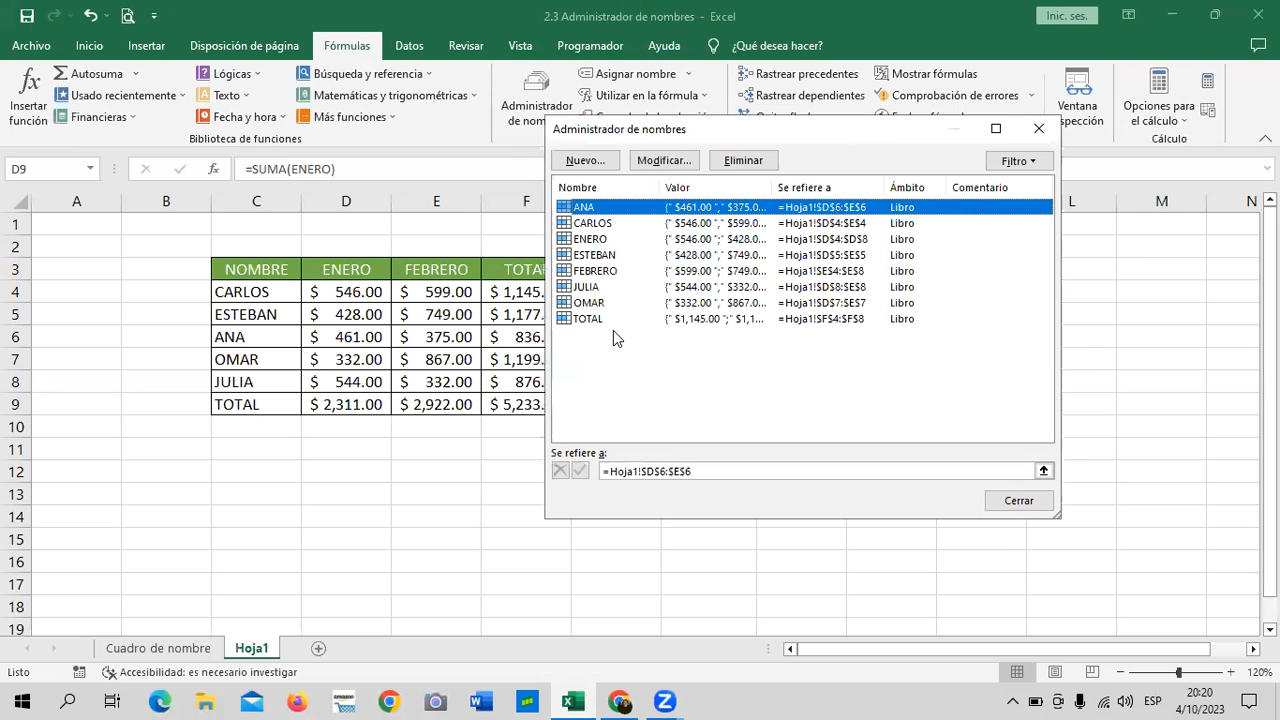 2.3 Administrador de nombres - Excel
Inic. ses.
Archivo Inicio Insertar Disposición de página Fórmulas Datos Revisar Vista Programador Ayuda ¿Qué desea hacer?
Insertar función
Autosuma
Usado recientemente
Financieras
Lógicas
Texto
Fecha y hora
Búsqueda y referencia
Matemáticas y trigonométricas
Más funciones
Biblioteca de funciones
Administrador
Asignar nombre
Utilizar en la fórmula
Rastrear precedentes
Rastrear dependientes
Mostrar fórmulas
Comprobación de errores
Ventana
Opciones para el cálculo
Cálculo
D9
=SUMA(ENERO)
A B C D E F L M N
2
3 NOMBRE ENERO FEBRERO
4 CARLOS $ 546.00 $ 599.00 $ 1,145.
5 ESTEBAN $ 428.00 $ 749.00 $ 1,177.
6 ANA $ 461.00 $ 375.00 $ 836.
7 OMAR $ 332.00 $ 867.00 $ 1,199.
8 JULIA $ 544.00 $ 332.00 $ 876.
9 TOTAL $ 2,311.00 $ 2,922.00 $ 5,233.
10
11
12
13
14
15
16
17
18
19
Administrador de nombres
Nuevo... Modificar... Eliminar Filtro
Nombre Valor Se refiere a Ámbito Comentario
ANA {" $461.00 "," $375.0... =Hoja1!$D$6:$E$6 Libro
CARLOS {" $546.00 "," $599.0... =Hoja1!$D$4:$E$4 Libro
ENERO {" $546.00 ";" $428.0... =Hoja1!$D$4:$D$8 Libro
ESTEBAN {" $428.00 "," $749.0... =Hoja1!$D$5:$E$5 Libro
FEBRERO {" $599.00 ";" $749.0... =Hoja1!$E$4:$E$8 Libro
JULIA {" $544.00 "," $332.0... =Hoja1!$D$8:$E$8 Libro
OMAR {" $332.00 "," $867.0... =Hoja1!$D$7:$E$7 Libro
TOTAL {" $1,145.00 ";" $1,1... =Hoja1!$F$4:$F$8 Libro
Se refiere a:
=Hoja1!$D$6:$E$6
Cerrar
Cuadro de nombre Hoja1
Listo
Accesibilidad: es necesario investigar
120%
ESP
20:20
4/10/2023